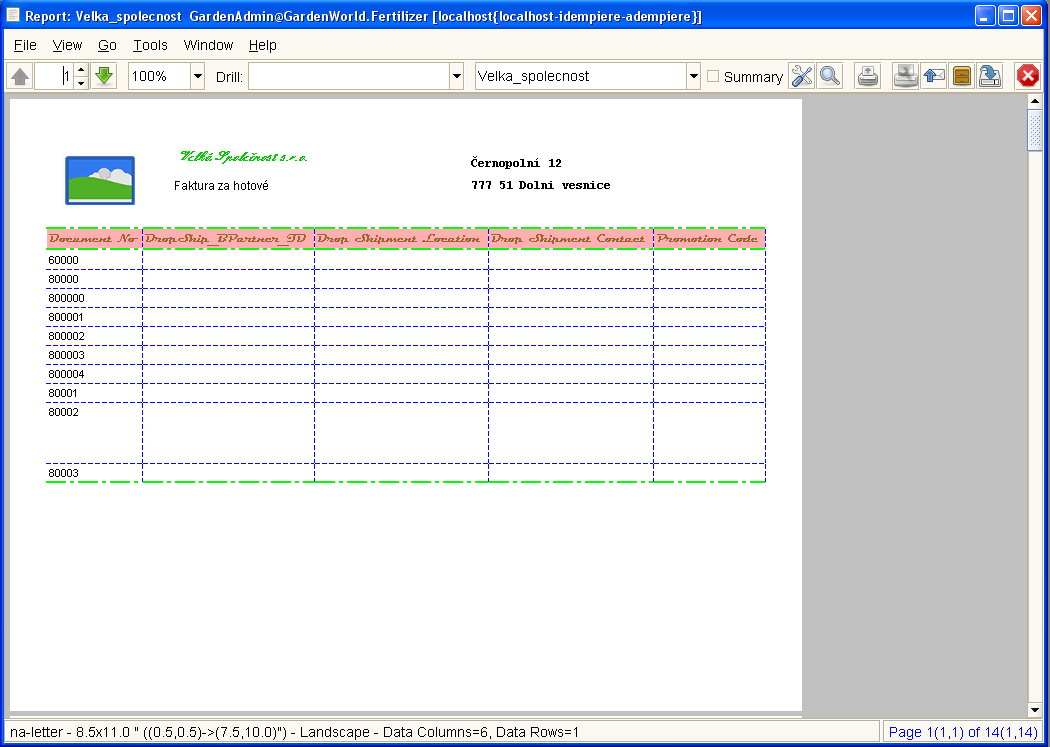 Report: Velka_spolecnost GardenAdmin@GardenWorld.Fertilizer [localhost{localhost-idempiere-adempiere}]
File View Go Tools Window Help
1 100% Drill: Velka_spolecnost Summary
Velká Společnost s.r.o.
Černopolní 12
Faktura za hotové
777 51 Dolní vesnice
Document No DropShip_BPartner_ID Drop Shipment Location Drop Shipment Contact Promotion Code
60000
80000
800000
800001
800002
800003
800004
80001
80002
80003
na-letter - 8.5x11.0 " ((0.5,0.5)->(7.5,10.0)") - Landscape - Data Columns=6, Data Rows=1
Page 1(1,1) of 14(1,14)